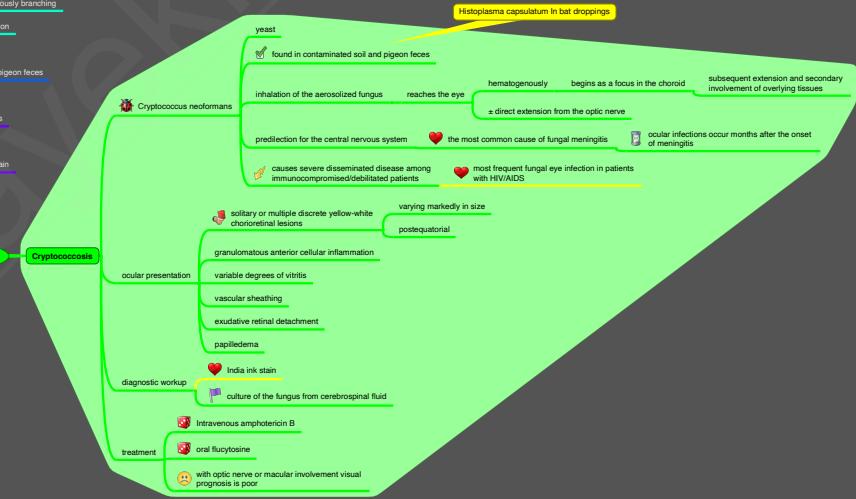 ously branching
Histoplasma capsulatum In bat droppings
on
yeast
found in contaminated soil and pigeon feces
pigeon feces
hematogenously
begins as a focus in the choroid
subsequent extension and secondary
involvement of overlying tissues
inhalation of the aerosolized fungus
reaches the eye
Cryptococcus neoformans
± direct extension from the optic nerve
s
predilection for the central nervous system
the most common cause of fungal meningitis
ocular infections occur months after the onset
of meningitis
ain
causes severe disseminated disease among
immunocompromised/debilitated patients
most frequent fungal eye infection in patients
with HIV/AIDS
solitary or multiple discrete yellow-white
chorioretinal lesions
varying markedly in size
postequatorial
Cryptococcosis
granulomatous anterior cellular inflammation
ocular presentation
variable degrees of vitritis
vascular sheathing
exudative retinal detachment
papilledema
diagnostic workup
India ink stain
culture of the fungus from cerebrospinal fluid
treatment
Intravenous amphotericin B
oral flucytosine
with optic nerve or macular involvement visual
prognosis is poor